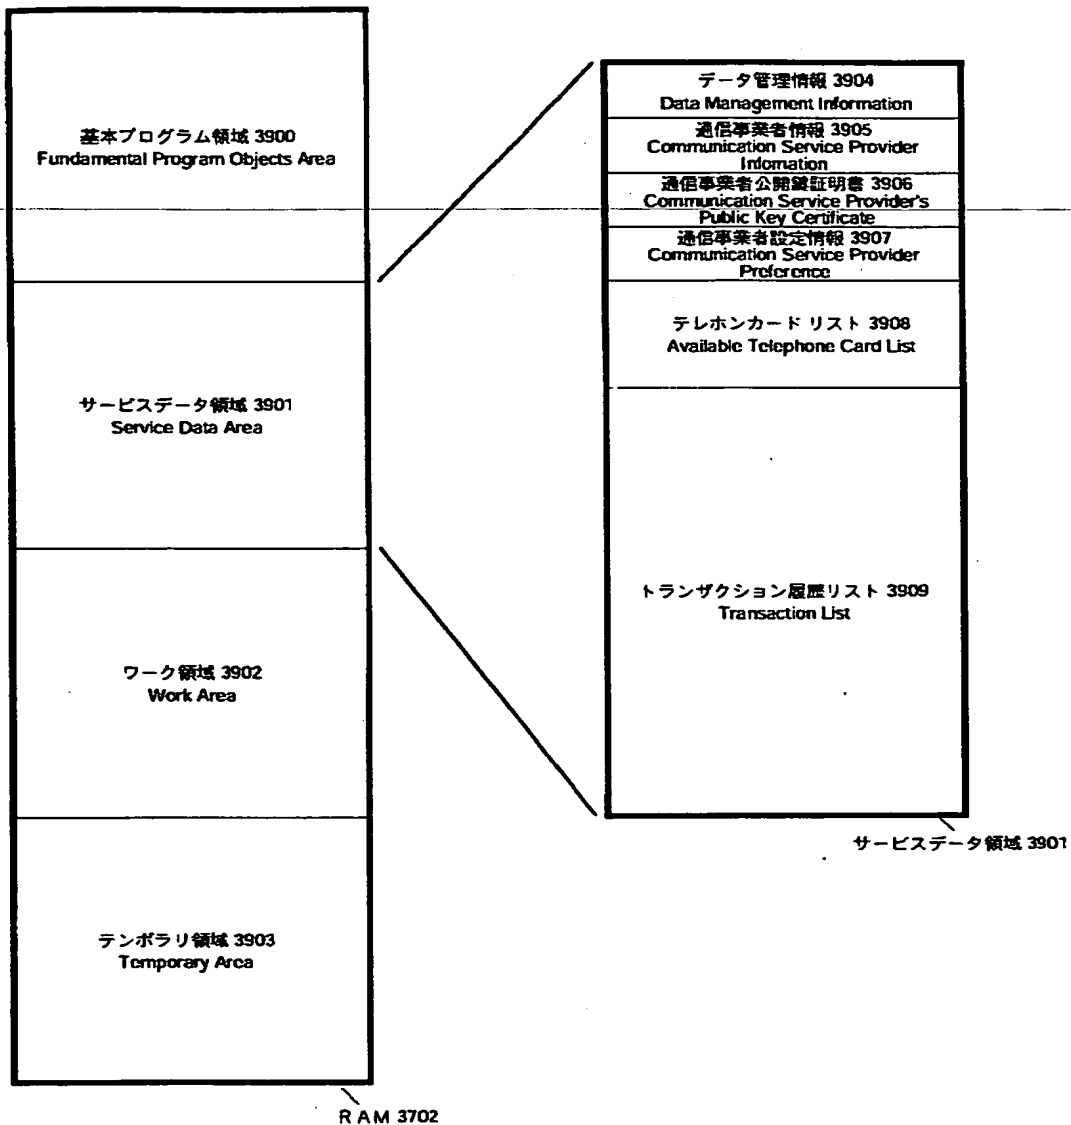 基本プログラム領域 3900
Fundamental Program Objects Area
サービスデータ領域 3901
Service Data Area
ワーク領域 3902
Work Area
テンポラリ領域 3903
Temporary Area
RAM 3702
データ管理情報 3904
Data Management Information
通信事業者情報 3905
Communication Service Provider
Infomation
通信事業者公開鍵証明書 3906
Communication Service Provider's
Public Key Certificate
通信事業者設定情報 3907
Communication Service Provider
Preference
テレホンカード リスト 3908
Available Telephone Card List
トランザクション履歴リスト 3909
Transaction List
サービスデータ領域 3901